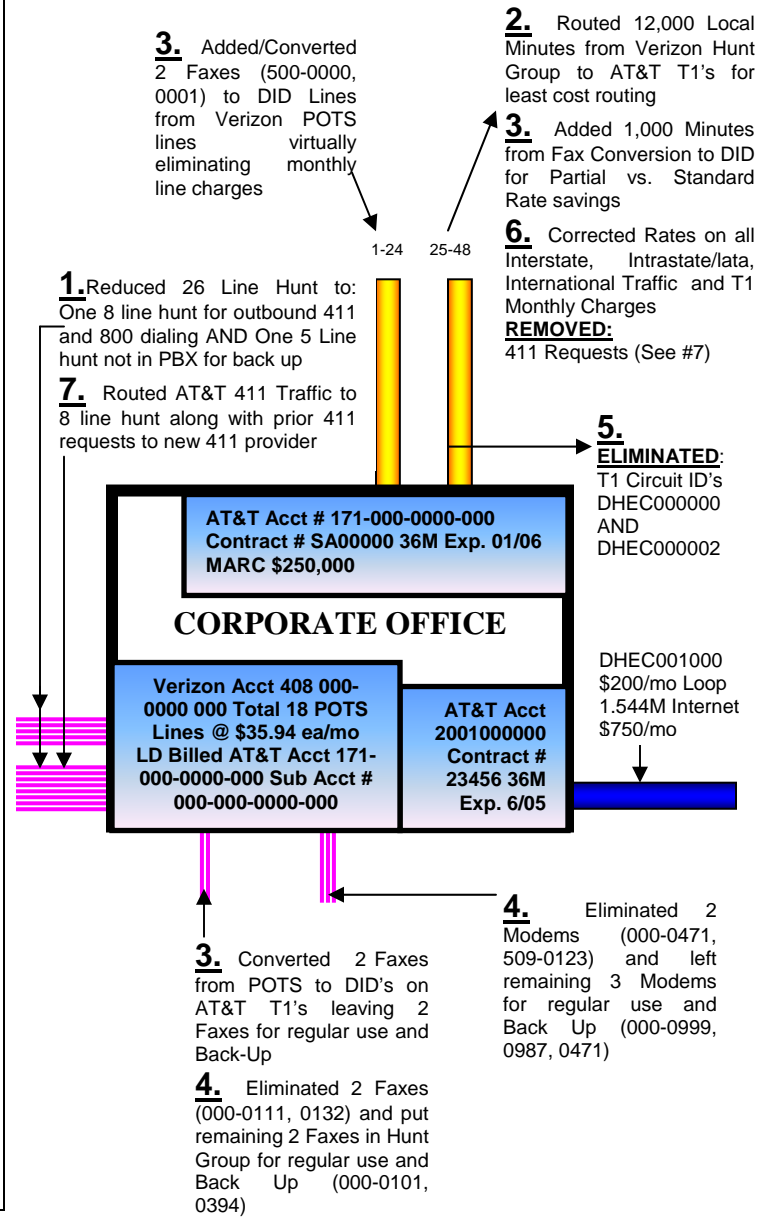 3. Added/Converted
2 Faxes (500-0000,
0001) to DID Lines
from Verizon POTS
lines virtually
eliminating monthly
line charges
2. Routed 12,000 Local
Minutes from Verizon Hunt
Group to AT&T T1's for
least cost routing
3. Added 1,000 Minutes
from Fax Conversion to DID
for Partial vs. Standard
Rate savings
6. Corrected Rates on all
Interstate, Intrastate/lata,
International Traffic and T1
Monthly Charges
REMOVED:
411 Requests (See #7)
1-24 25-48
1.Reduced 26 Line Hunt to:
One 8 line hunt for outbound 411
and 800 dialing AND One 5 Line
hunt not in PBX for back up
7. Routed AT&T 411 Traffic to
8 line hunt along with prior 411
requests to new 411 provider
5.
ELIMINATED:
T1 Circuit ID's
DHEC000000
AND
DHEC000002
AT&T Acct # 171-000-0000-000
Contract # SA00000 36M Exp. 01/06
MARC $250,000
CORPORATE OFFICE
Verizon Acct 408 000-
0000 000 Total 18 POTS
Lines @ $35.94 ea/mo
LD Billed AT&T Acct 171-
000-0000-000 Sub Acct #
000-000-0000-000
AT&T Acct
2001000000
Contract #
23456 36M
Exp. 6/05
DHEC001000
$200/mo Loop
1.544M Internet
$750/mo
3. Converted 2 Faxes
from POTS to DID's on
AT&T T1's leaving 2
Faxes for regular use and
Back-Up
4. Eliminated 2 Faxes
(000-0111, 0132) and put
remaining 2 Faxes in Hunt
Group for regular use and
Back Up (000-0101,
0394)
4. Eliminated 2
Modems (000-0471,
509-0123) and left
remaining 3 Modems
for regular use and
Back Up (000-0999,
0987, 0471)